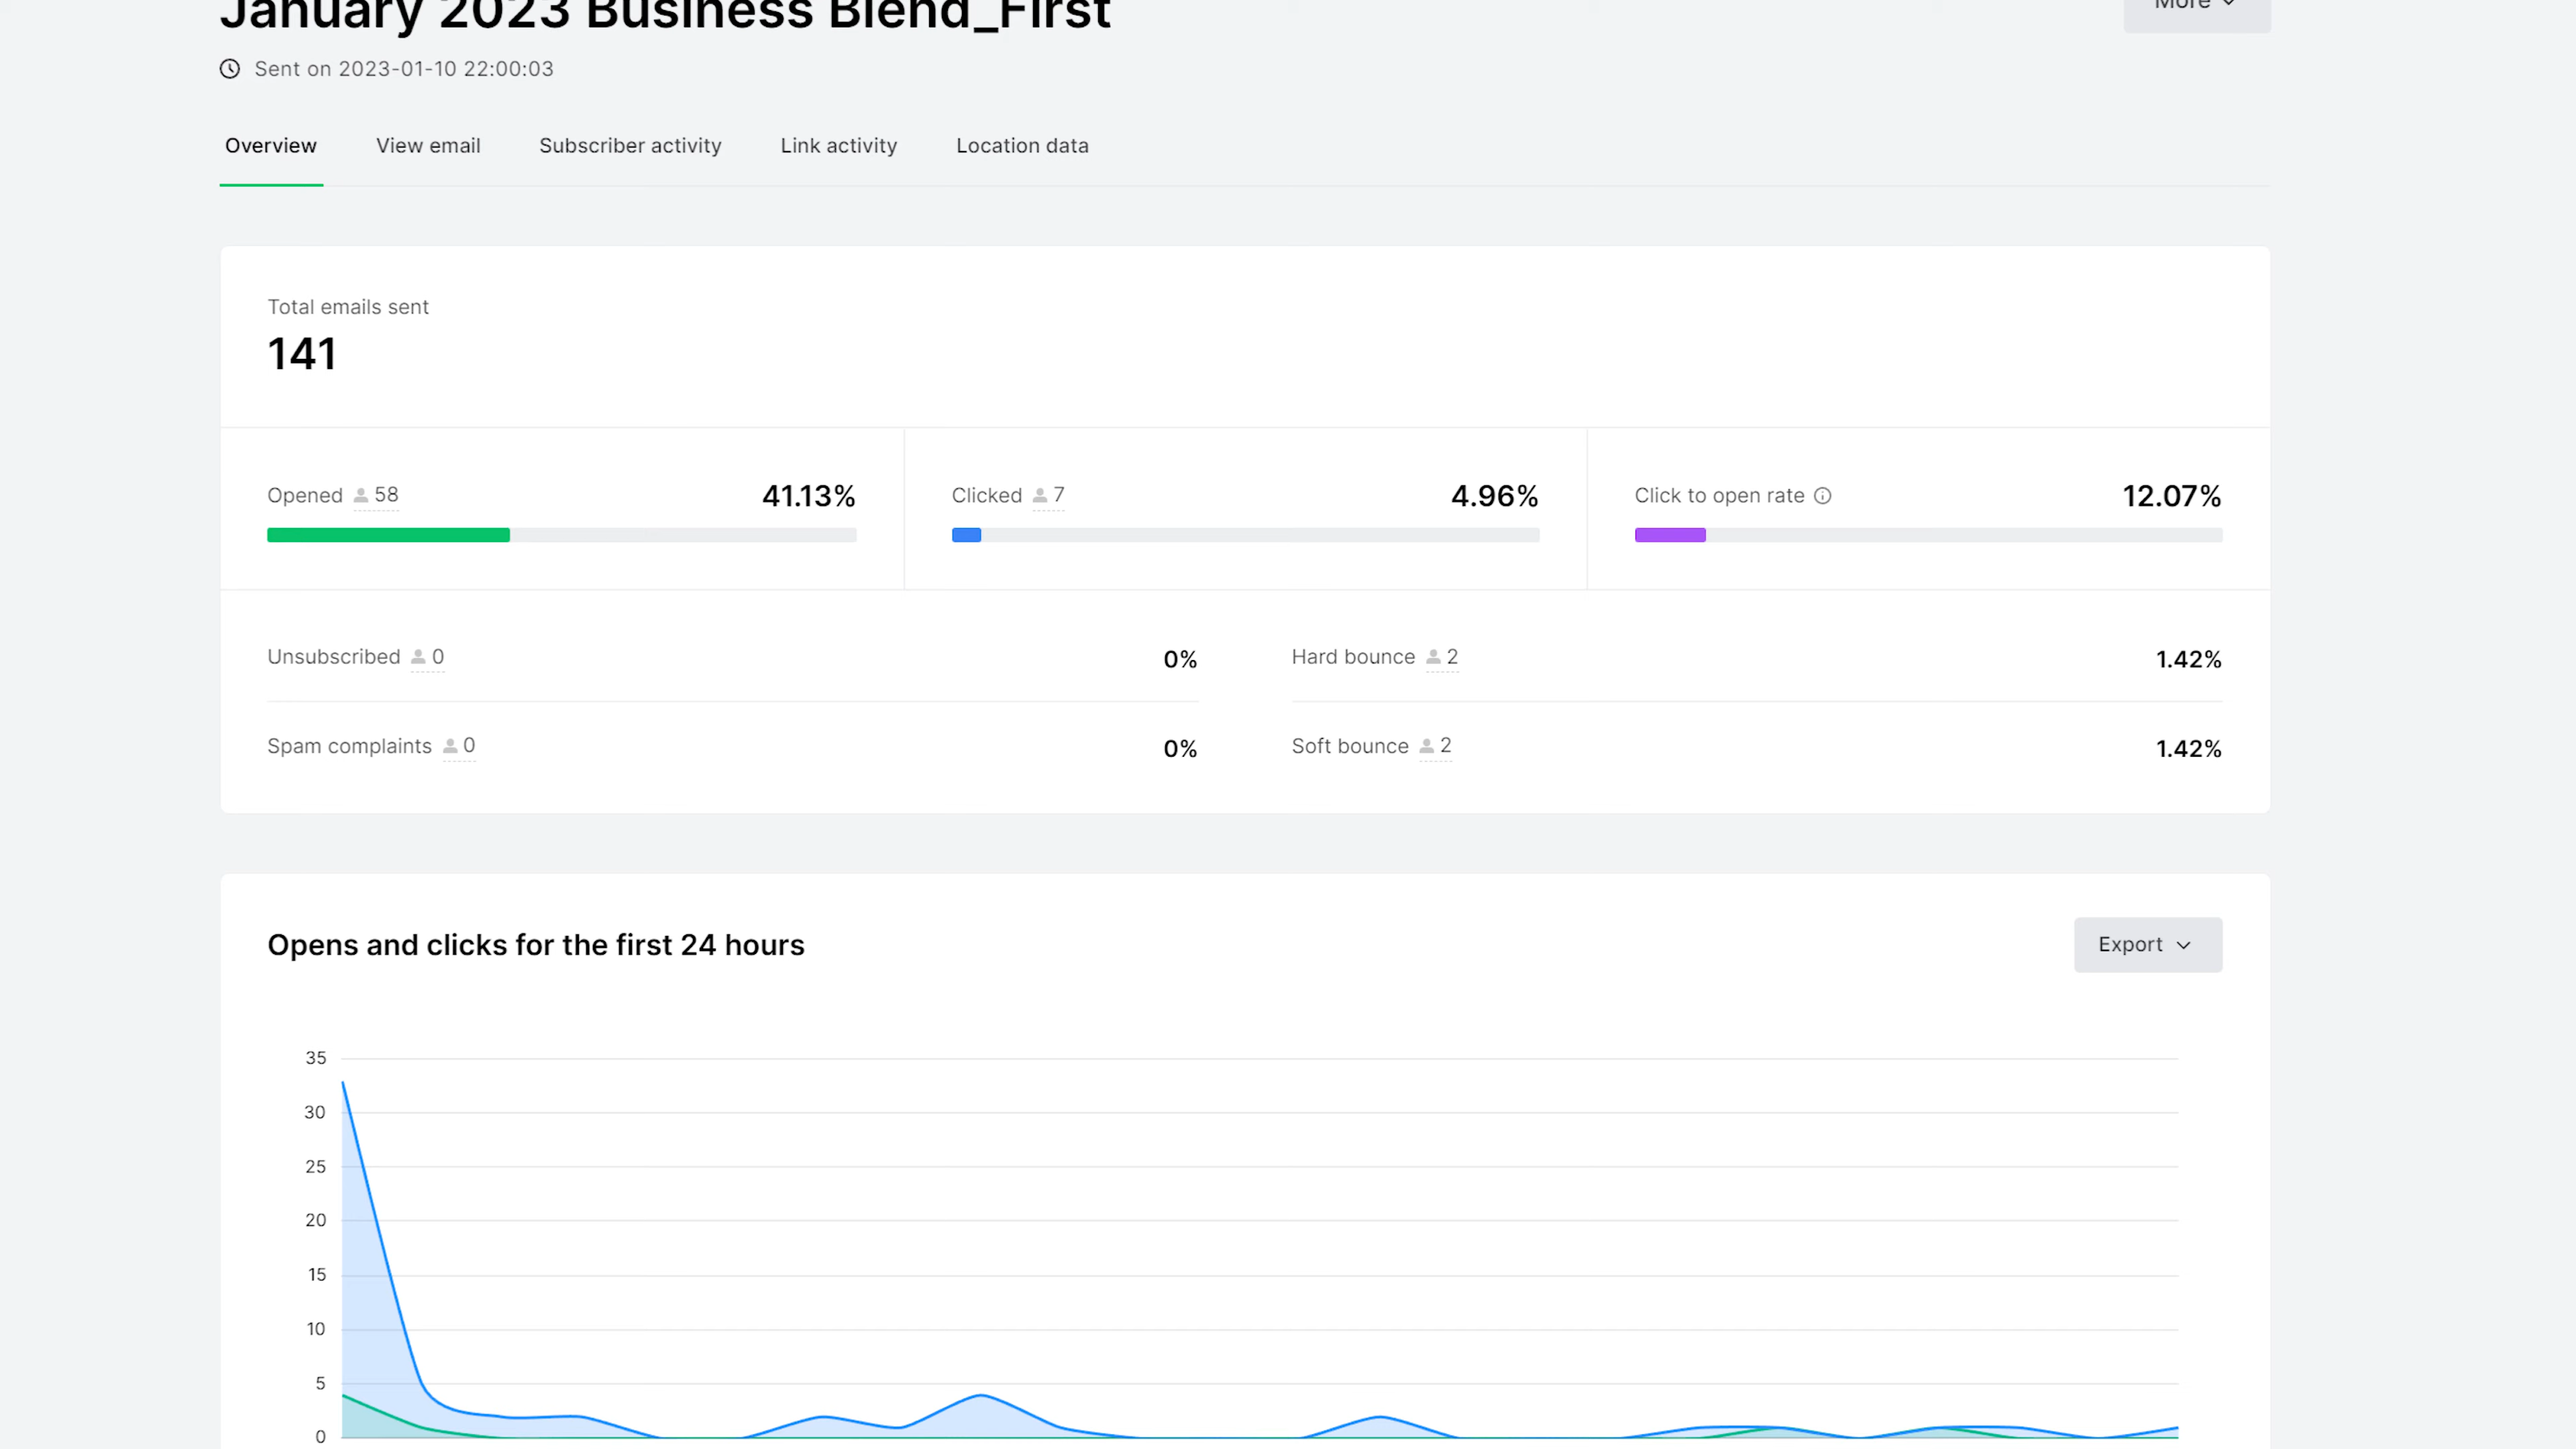 January 2023 Business Blend_First
More
Sent on 2023-01-10 22:00:03
Overview View email Subscriber activity Link activity Location data
Total emails sent
141
Opened 58 41.13%
Clicked 7 4.96%
Click to open rate 12.07%
Unsubscribed 0 0%
Hard bounce 2 1.42%
Spam complaints 0 0%
Soft bounce 2 1.42%
Opens and clicks for the first 24 hours
Export
35
30
25
20
15
10
5
0